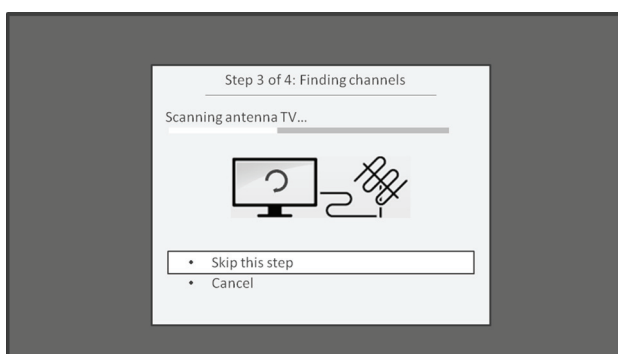 Step 3 of 4: Finding channels
Scanning antenna TV...
• Skip this step
• Cancel